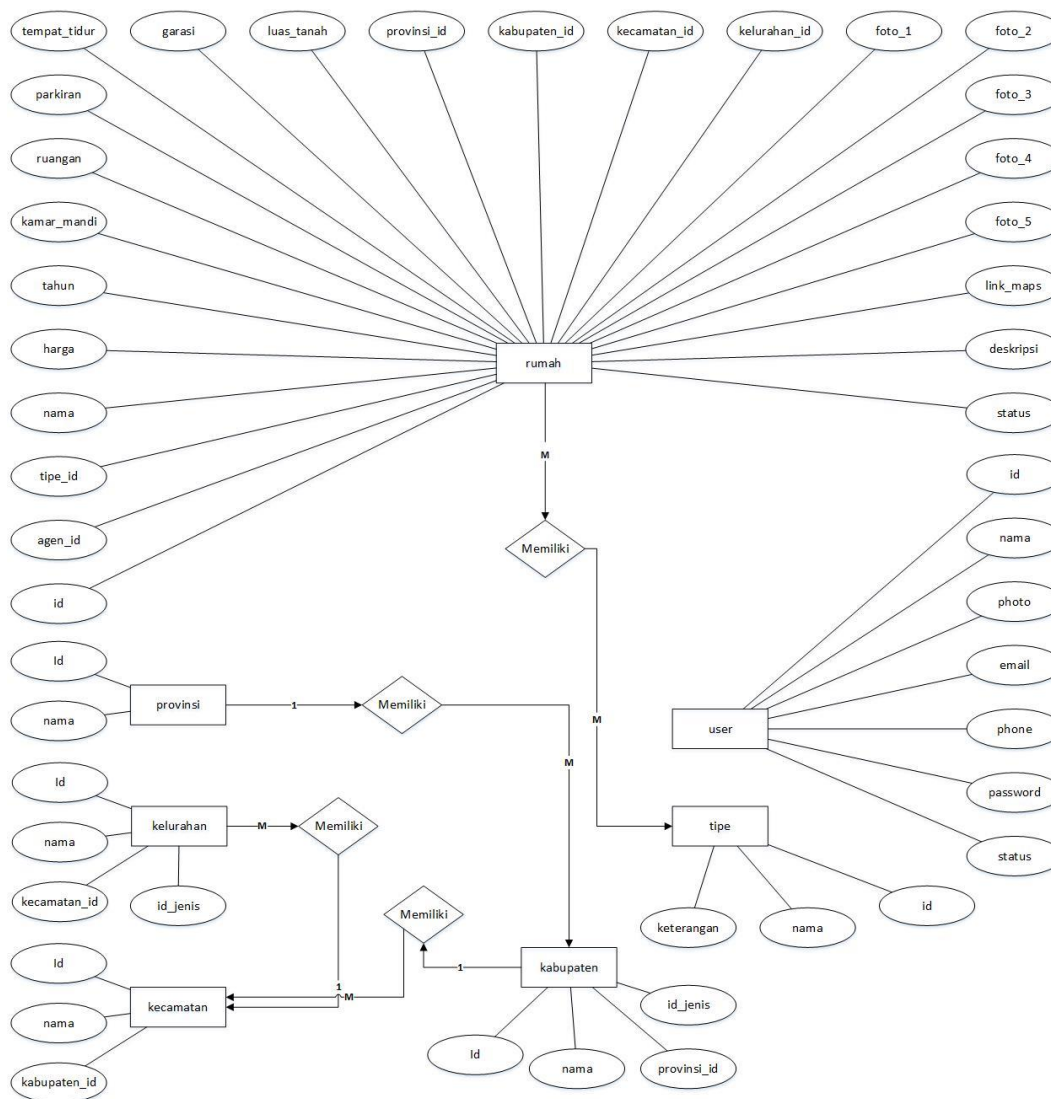 tempat_tidur
garasi
luas_tanah
provinsi_id
kabupaten_id
kecamatan_id
kelurahan_id
foto_1
foto_2
parkiran
foto_3
ruangan
foto_4
kamar_mandi
foto_5
tahun
link_maps
harga
rumah
deskripsi
nama
status
M
tipe_id
id
agen_id
Memiliki
nama
id
photo
Id
email
provinsi
1
Memiliki
M
nama
user
phone
M
Id
password
kelurahan
M
Memiliki
tipe
nama
status
kecamatan_id
id_jenis
Memiliki
keterangan
nama
id
Id
1
kabupaten
1
M
kecamatan
id_jenis
nama
Id
nama
provinsi_id
kabupaten_id